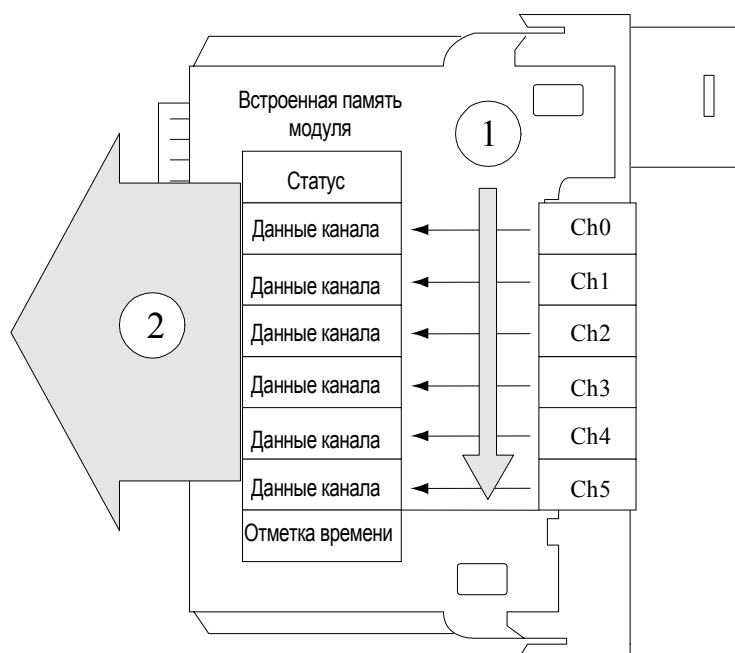 Встроенная память
модуля
1
Статус
Данные канала
Ch0
Данные канала
Ch1
2
Данные канала
Ch2
Данные канала
Ch3
Данные канала
Ch4
Данные канала
Ch5
Отметка времени